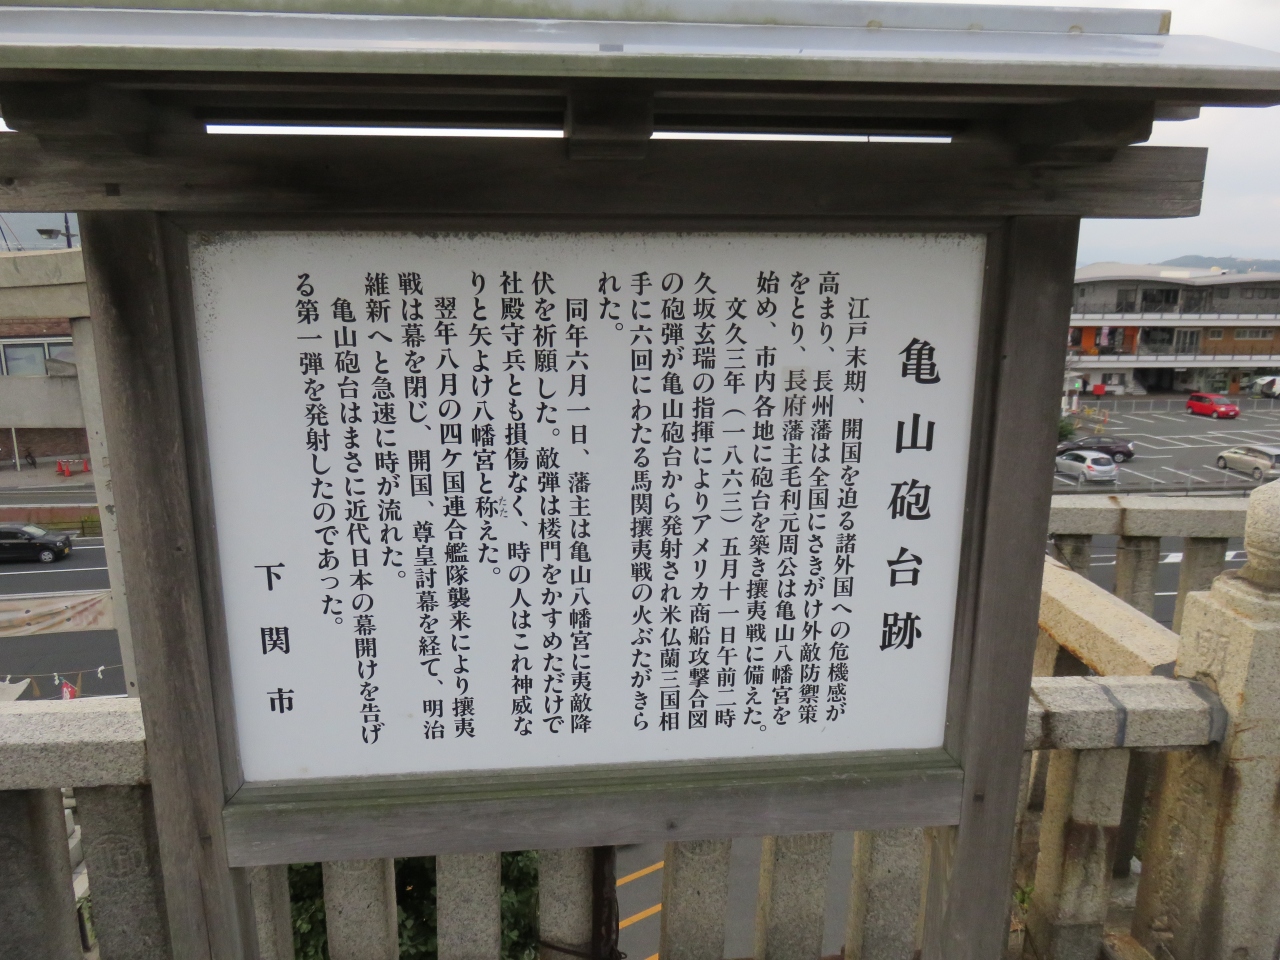 亀山砲台跡
江戸末期、開国を迫る諸外国への危機感が
高まり、長州藩は全国にさきがけ外敵防禦策
をとり、長府藩主毛利元周公は亀山八幡宮を
始め、市内各地に砲台を築き攘夷戦に備えた。
文久三年（一八六三）五月十一日午前二時
久坂玄瑞の指揮によりアメリカ商船攻撃合図
の砲弾が亀山砲台から発射され米仏蘭三国相
手に六回にわたる馬関攘夷戦の火ぶたがきら
れた。
同年六月一日、藩主は亀山八幡宮に夷敵降
伏を祈願した。敵弾は楼門をかすめただけで
社殿守兵とも損傷なく、時の人はこれ神威な
りと矢よけ八幡宮と称えた。
たた
翌年八月の四ケ国連合艦隊襲来により攘夷
戦は幕を閉じ、開国、尊皇討幕を経て、明治
維新へと急速に時が流れた。
亀山砲台はまさに近代日本の幕開けを告げ
る第一弾を発射したのであった。
下関市